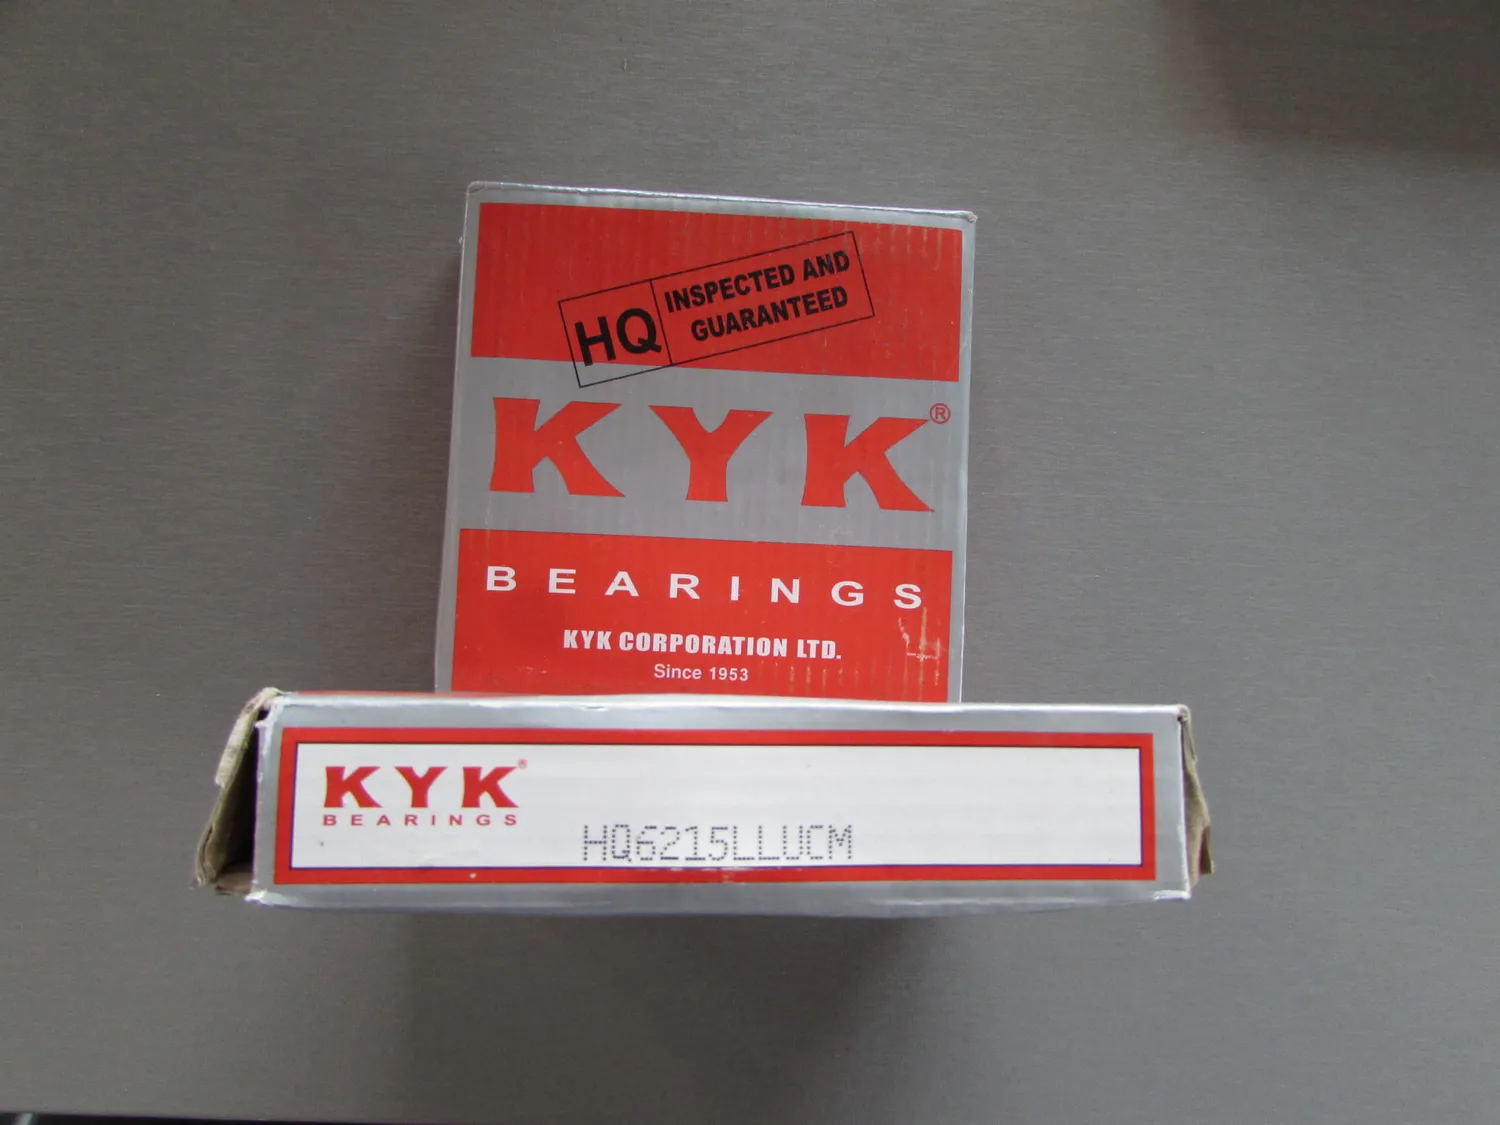 HQ INSPECTED AND
GUARANTEED
KYK®
BEARINGS
KYK CORPORATION LTD.
Since 1953
KYK®
BEARINGS
HQ6215LLUCM